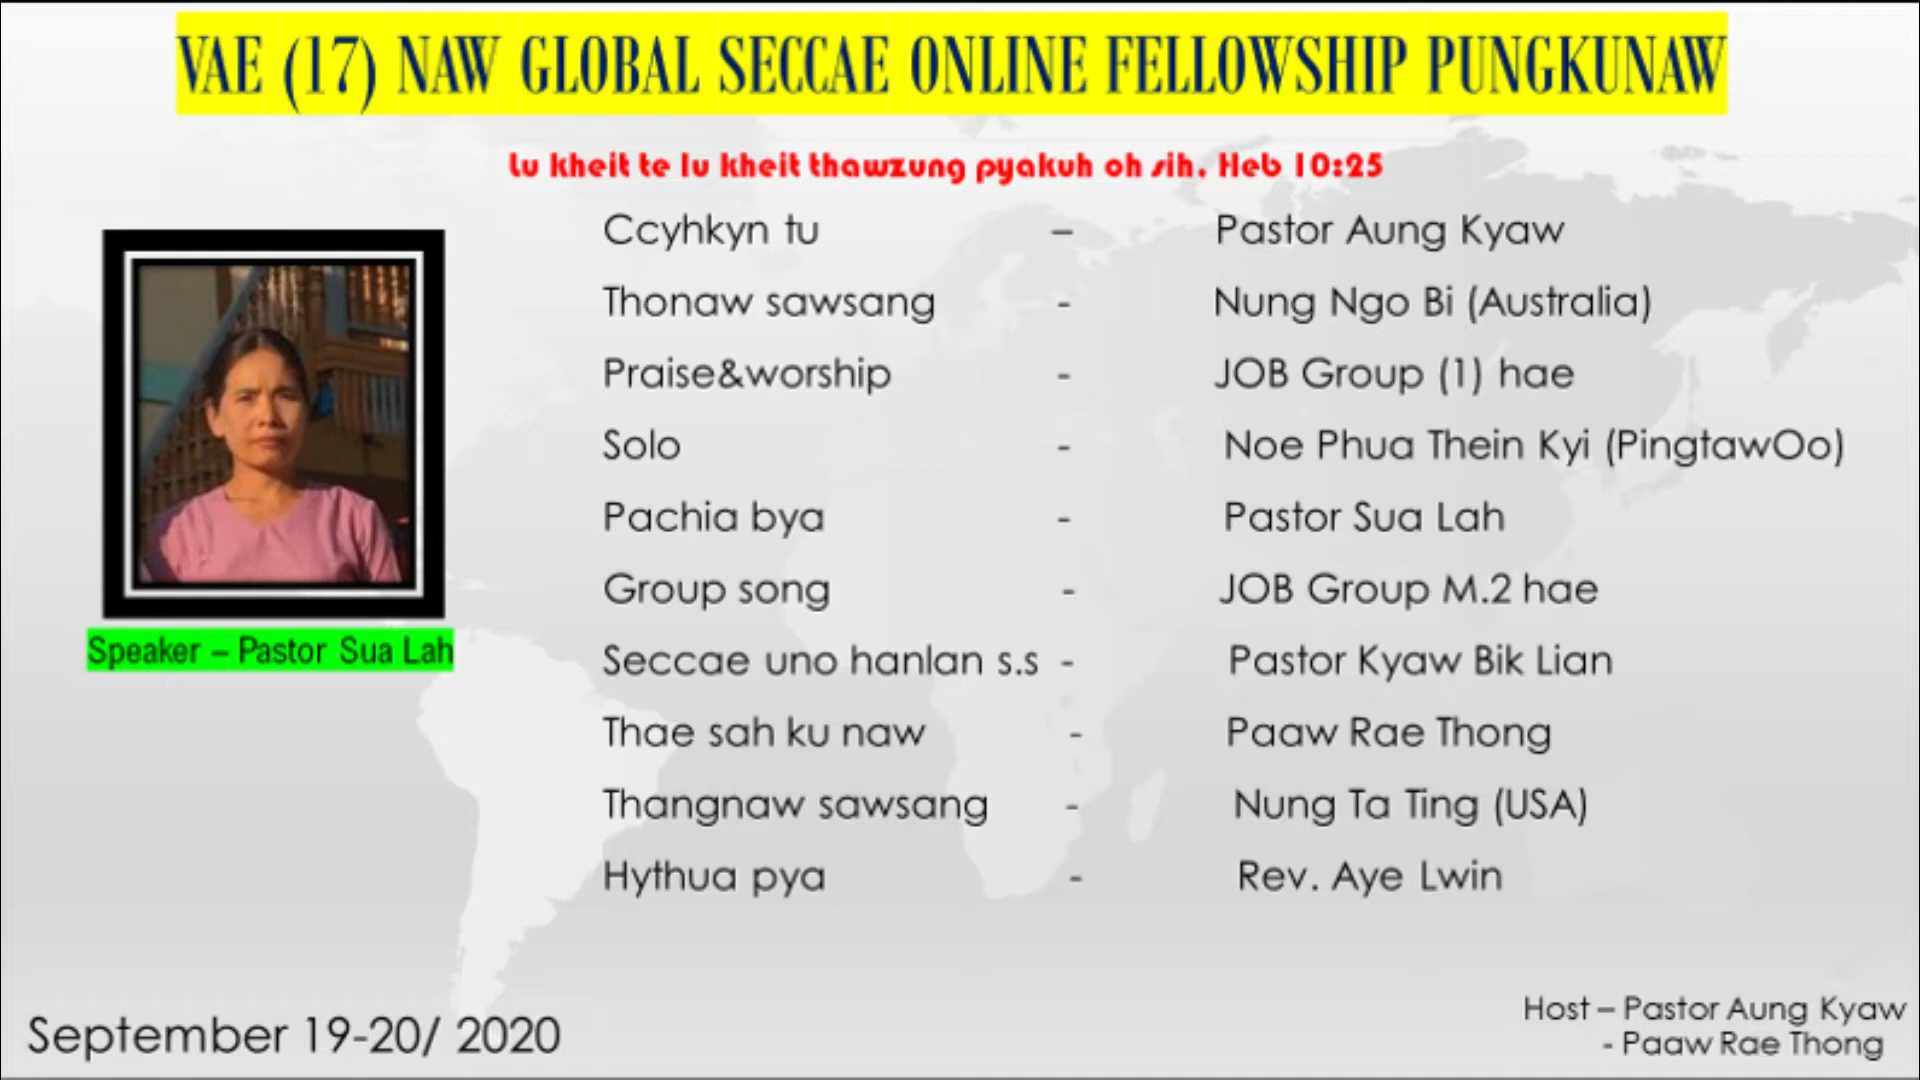 VAE (17) NAW GLOBAL SECCAE ONLINE FELLOWSHIP PUNGKUNAW
Lu kheit te lu kheit thawzung pyakuh oh sih. Heb 10:25
Ccyhkyn tu – Pastor Aung Kyaw
Thonaw sawsang - Nung Ngo Bi (Australia)
Praise&worship - JOB Group (1) hae
Solo - Noe Phua Thein Kyi (PingtawOo)
Pachia bya - Pastor Sua Lah
Group song - JOB Group M.2 hae
Speaker – Pastor Sua Lah
Seccae uno hanlan s.s - Pastor Kyaw Bik Lian
Thae sah ku naw - Paaw Rae Thong
Thangnaw sawsang - Nung Ta Ting (USA)
Hythua pya - Rev. Aye Lwin
September 19-20/ 2020
Host – Pastor Aung Kyaw
- Paaw Rae Thong